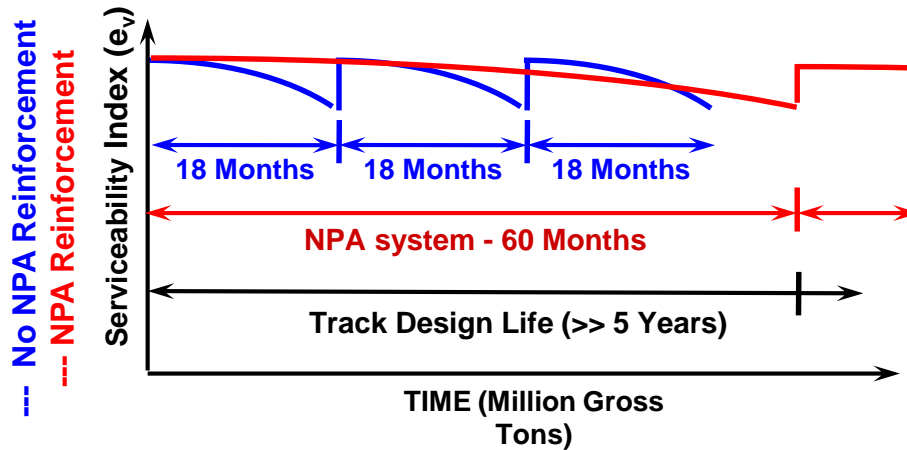 --- No NPA Reinforcement
--- NPA Reinforcement
Serviceability Index (eᵥ)
18 Months
18 Months
18 Months
NPA system - 60 Months
Track Design Life (>> 5 Years)
TIME (Million Gross
Tons)